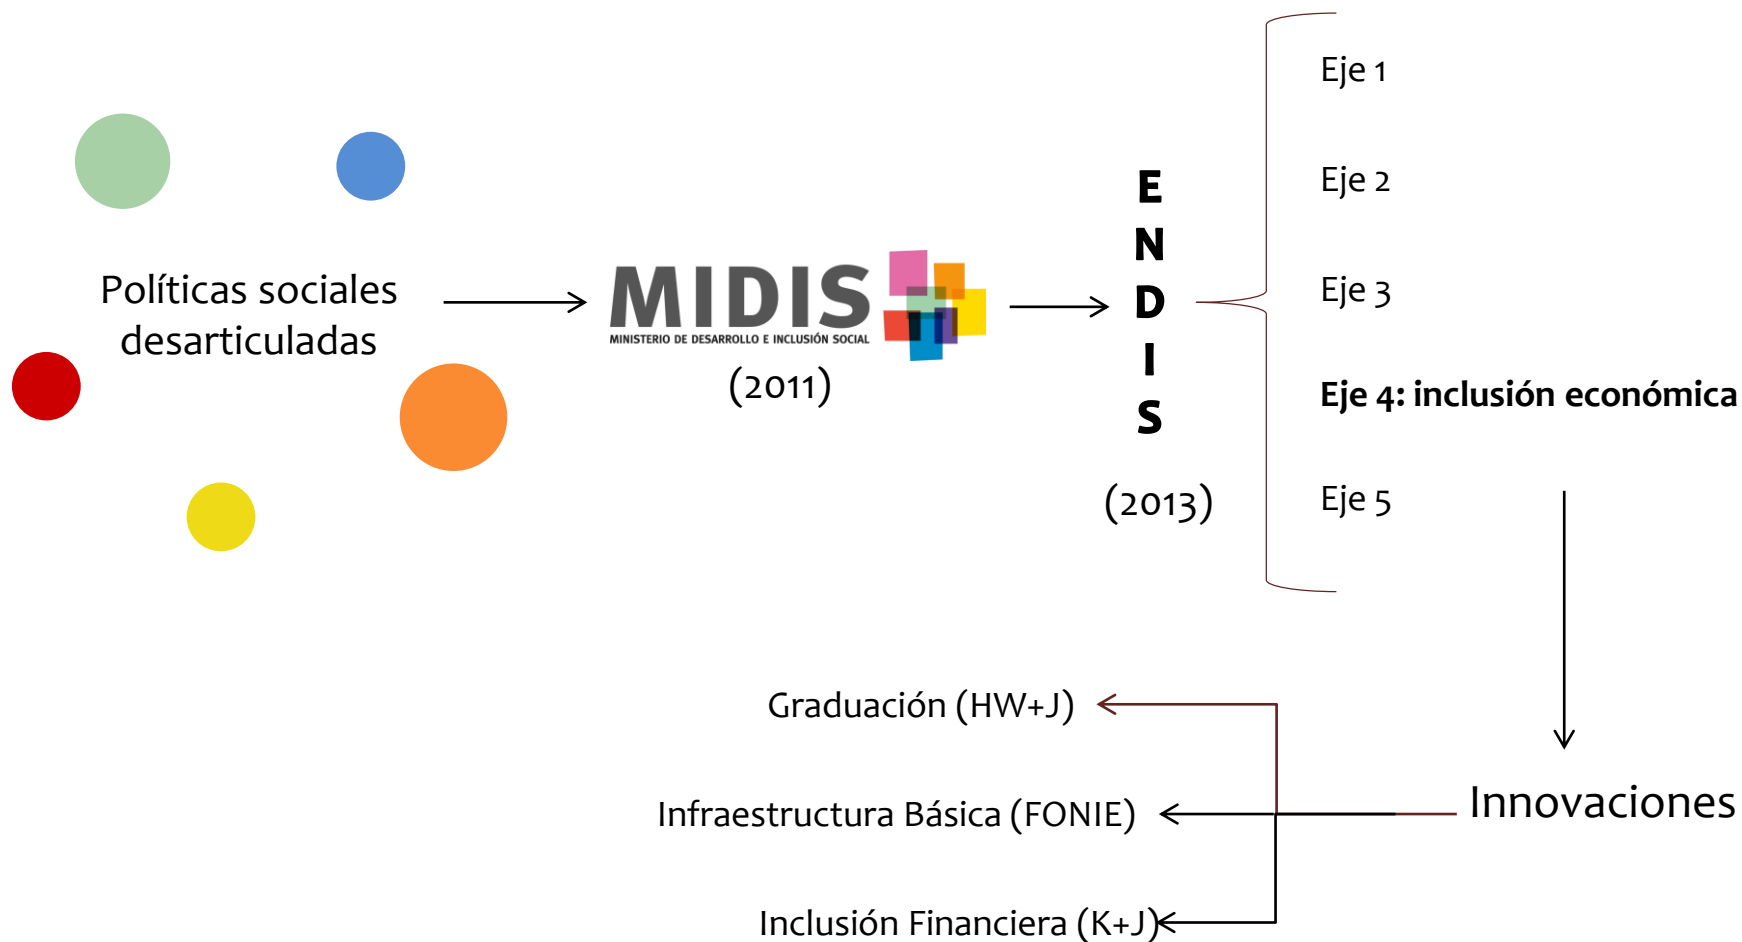 Políticas sociales
desarticuladas
MIDIS
MINISTERIO DE DESARROLLO E INCLUSIÓN SOCIAL
(2011)
E
N
D
I
S
(2013)
Eje 1
Eje 2
Eje 3
Eje 4: inclusión económica
Eje 5
Innovaciones
Graduación (HW+J)
Infraestructura Básica (FONIE)
Inclusión Financiera (K+J)